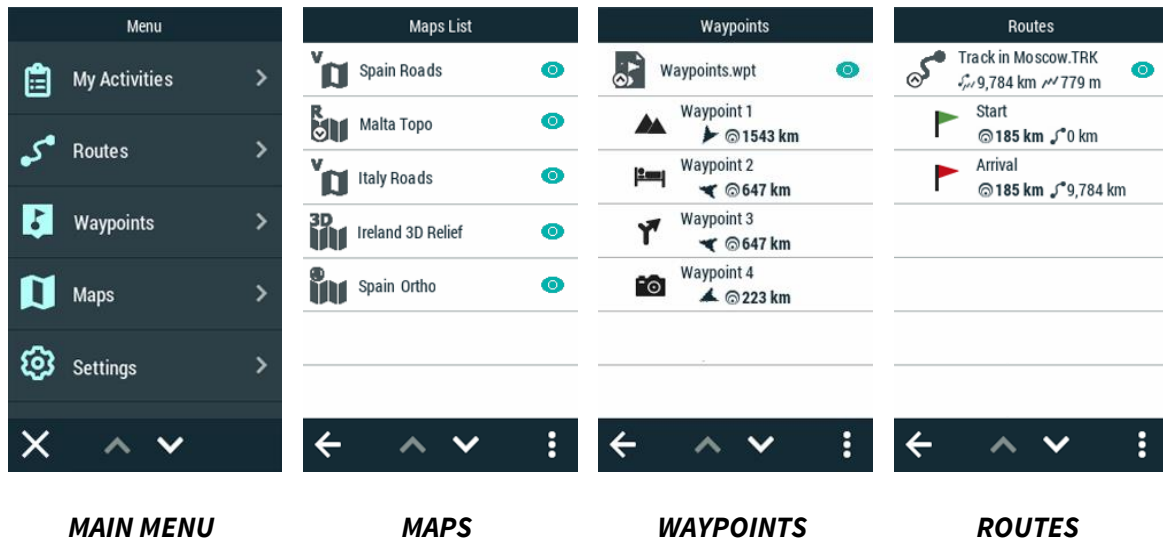 Menu
My Activities
Routes
Waypoints
Maps
Settings
Maps List
V
Spain Roads
R
Malta Topo
V
Italy Roads
3D
Ireland 3D Relief
Spain Ortho
Waypoints
Waypoints.wpt
Waypoint 1
1543 km
Waypoint 2
647 km
Waypoint 3
647 km
Waypoint 4
223 km
Routes
Track in Moscow.TRK
9,784 km 779 m
Start
185 km 0 km
Arrival
185 km 9,784 km
MAIN MENU
MAPS
WAYPOINTS
ROUTES